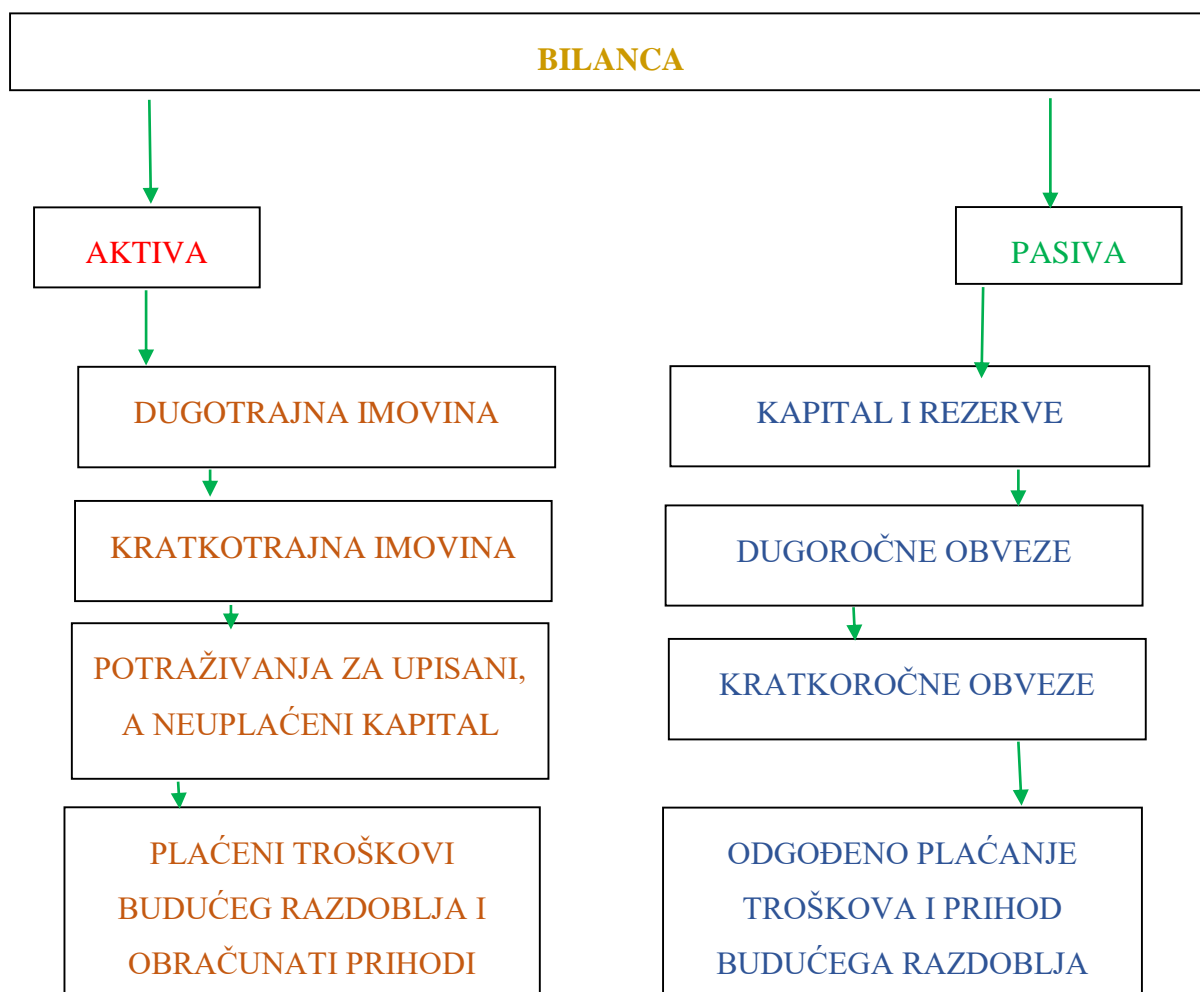 BILANCA
AKTIVA
PASIVA
DUGOTRAJNA IMOVINA
KRATKOTRAJNA IMOVINA
POTRAŽIVANJA ZA UPISANI,
A NEUPLAĆENI KAPITAL
PLAĆENI TROŠKOVI
BUDUĆEG RAZDOBLJA I
OBRAČUNATI PRIHODI
KAPITAL I REZERVE
DUGOROČNE OBVEZE
KRATKOROČNE OBVEZE
ODGOĐENO PLAĆANJE
TROŠKOVA I PRIHOD
BUDUĆEGA RAZDOBLJA